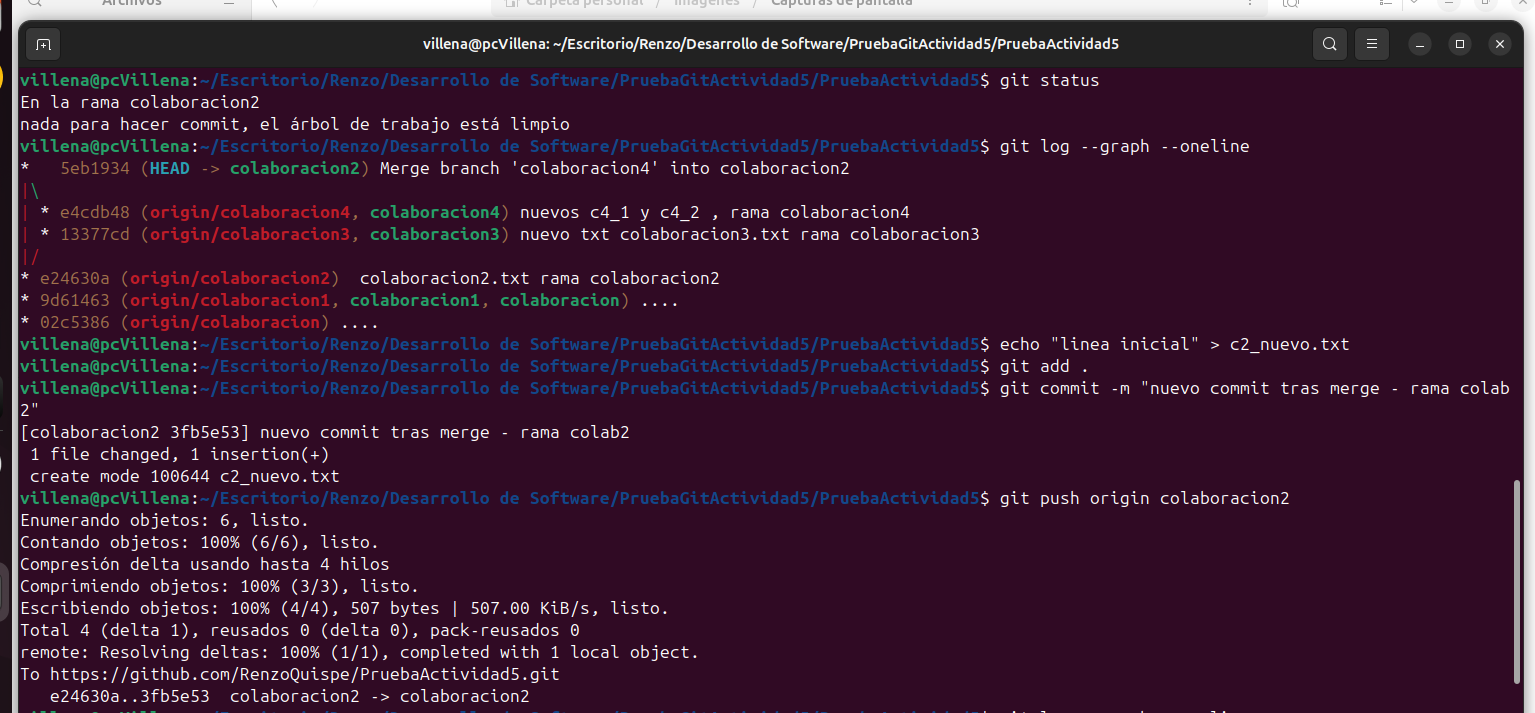 Archivos
Carpeta personal / Imágenes / Capturas de pantalla
villena@pcVillena: ~/Escritorio/Renzo/Desarrollo de Software/PruebaGitActividad5/PruebaActividad5
villena@pcVillena:~/Escritorio/Renzo/Desarrollo de Software/PruebaGitActividad5/PruebaActividad5$ git status
En la rama colaboracion2
nada para hacer commit, el árbol de trabajo está limpio
villena@pcVillena:~/Escritorio/Renzo/Desarrollo de Software/PruebaGitActividad5/PruebaActividad5$ git log --graph --oneline
*   5eb1934 (HEAD -> colaboracion2) Merge branch 'colaboracion4' into colaboracion2
|\
| * e4cdb48 (origin/colaboracion4, colaboracion4) nuevos c4_1 y c4_2 , rama colaboracion4
| * 13377cd (origin/colaboracion3, colaboracion3) nuevo txt colaboracion3.txt rama colaboracion3
|/
* e24630a (origin/colaboracion2)  colaboracion2.txt rama colaboracion2
* 9d61463 (origin/colaboracion1, colaboracion1, colaboracion) ....
* 02c5386 (origin/colaboracion) ....
villena@pcVillena:~/Escritorio/Renzo/Desarrollo de Software/PruebaGitActividad5/PruebaActividad5$ echo "linea inicial" > c2_nuevo.txt
villena@pcVillena:~/Escritorio/Renzo/Desarrollo de Software/PruebaGitActividad5/PruebaActividad5$ git add .
villena@pcVillena:~/Escritorio/Renzo/Desarrollo de Software/PruebaGitActividad5/PruebaActividad5$ git commit -m "nuevo commit tras merge - rama colab
2"
[colaboracion2 3fb5e53] nuevo commit tras merge - rama colab2
 1 file changed, 1 insertion(+)
 create mode 100644 c2_nuevo.txt
villena@pcVillena:~/Escritorio/Renzo/Desarrollo de Software/PruebaGitActividad5/PruebaActividad5$ git push origin colaboracion2
Enumerando objetos: 6, listo.
Contando objetos: 100% (6/6), listo.
Compresión delta usando hasta 4 hilos
Comprimiendo objetos: 100% (3/3), listo.
Escribiendo objetos: 100% (4/4), 507 bytes | 507.00 KiB/s, listo.
Total 4 (delta 1), reusados 0 (delta 0), pack-reusados 0
remote: Resolving deltas: 100% (1/1), completed with 1 local object.
To https://github.com/RenzoQuispe/PruebaActividad5.git
   e24630a..3fb5e53  colaboracion2 -> colaboracion2